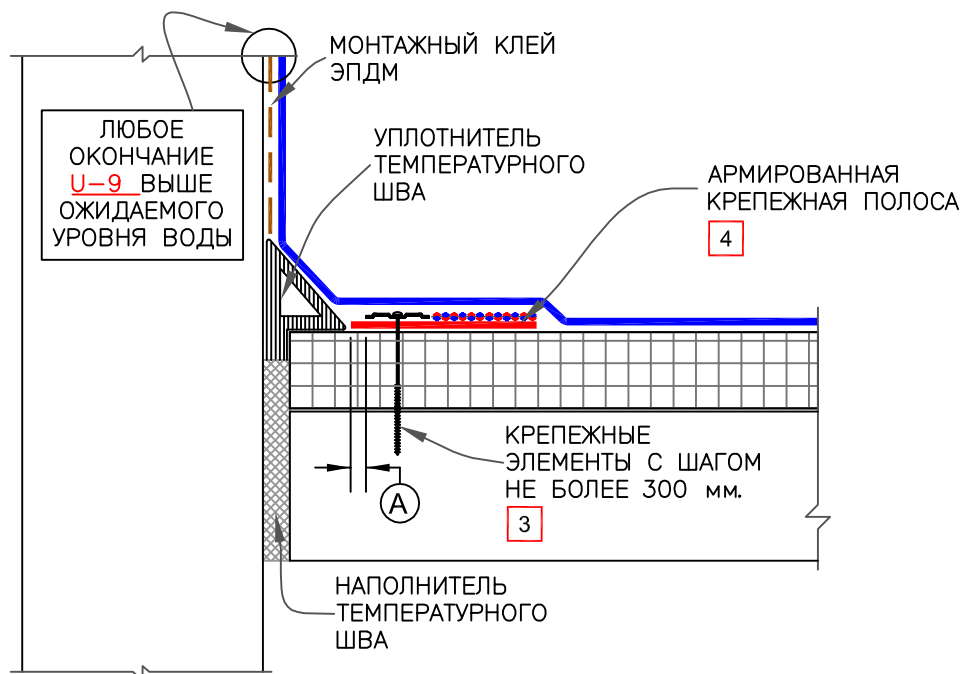 МОНТАЖНЫЙ КЛЕЙ
ЭПДМ
ЛЮБОЕ
ОКОНЧАНИЕ
U-9 ВЫШЕ
ОЖИДАЕМОГО
УРОВНЯ ВОДЫ
УПЛОТНИТЕЛЬ
ТЕМПЕРАТУРНОГО
ШВА
АРМИРОВАННАЯ
КРЕПЕЖНАЯ ПОЛОСА
4
КРЕПЕЖНЫЕ
ЭЛЕМЕНТЫ С ШАГОМ
НЕ БОЛЕЕ 300 мм.
3
A
НАПОЛНИТЕЛЬ
ТЕМПЕРАТУРНОГО
ШВА